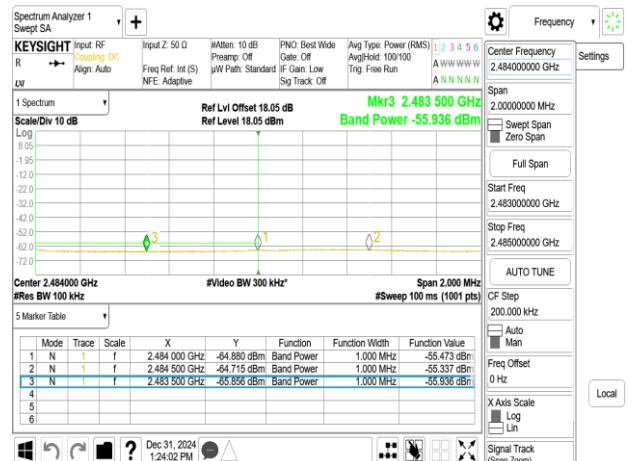 Spectrum Analyzer 1
Swept SA
+
Frequency
KEYSIGHT Input: RF Input Z: 50 Ω #Atten: 10 dB PNO: Best Wide Avg Type: Power (RMS) 1 2 3 4 5 6
R Coupling: DC Preamp: Off Gate: Off Avg|Hold: 100/100
Align: Auto Freq Ref: Int (S) µW Path: Standard IF Gain: Low Trig: Free Run A W W W W W
LXI NFE: Adaptive Sig Track: Off A N N N N N
1 Spectrum
Scale/Div 10 dB
Ref Lvl Offset 18.05 dB
Ref Level 18.05 dBm
Mkr3 2.483 500 GHz
Band Power -55.936 dBm
Log
8.05
-1.95
-12.0
-22.0
-32.0
-42.0
-52.0
-62.0
-72.0
3
1
2
Center 2.484000 GHz #Video BW 300 kHz* Span 2.000 MHz
#Res BW 100 kHz #Sweep 100 ms (1001 pts)
5 Marker Table
Mode Trace Scale X Y Function Function Width Function Value
1 N 1 f 2.484 000 GHz -64.880 dBm Band Power 1.000 MHz -55.473 dBm
2 N 1 f 2.484 500 GHz -64.715 dBm Band Power 1.000 MHz -55.337 dBm
3 N 1 f 2.483 500 GHz -65.856 dBm Band Power 1.000 MHz -55.936 dBm
4
5
6
?
Dec 31, 2024
1:24:02 PM
Center Frequency
2.484000000 GHz
Settings
Span
2.00000000 MHz
Swept Span
Zero Span
Full Span
Start Freq
2.483000000 GHz
Stop Freq
2.485000000 GHz
AUTO TUNE
CF Step
200.000 kHz
Auto
Man
Freq Offset
0 Hz
Local
X Axis Scale
Log
Lin
Signal Track
(Span Zoom)